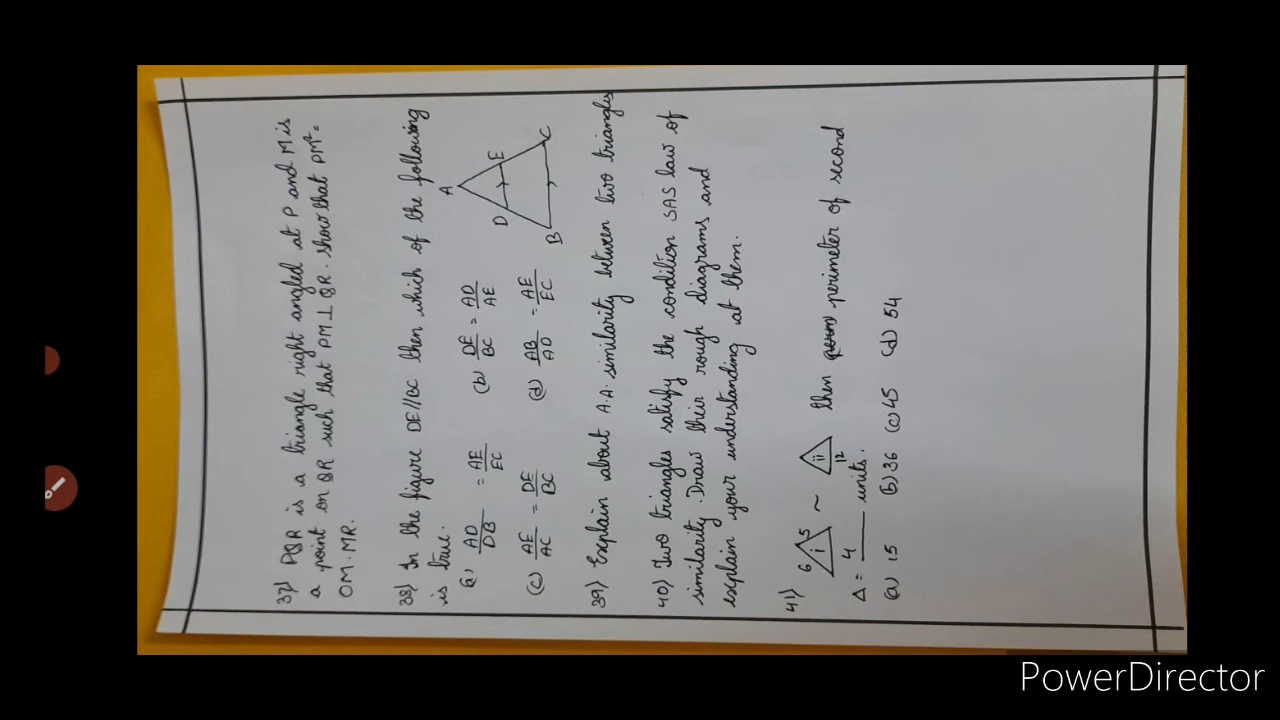 37) PQR is a triangle right angled at P and M is
a point on QR such that PM⊥QR. show that PM²=
QM·MR.
38) In the figure DE//BC then which of the following
is true.
(a) AD/DB = AE/EC (b) DE/BC = AD/AE
(c) AE/AC = DE/BC (d) AB/AD = AE/EC
A
D E
B C
39) Explain about A.A. similarity between two triangles
40) Two triangles satisfy the condition SAS law of
similarity. Draw their rough diagrams and
explain your understanding at them.
41) 6 i 5 4 ~ ii 12 then perimeter of second
Δ = ____ units.
(a) 15 (b) 36 (c) 45 (d) 54
PowerDirector